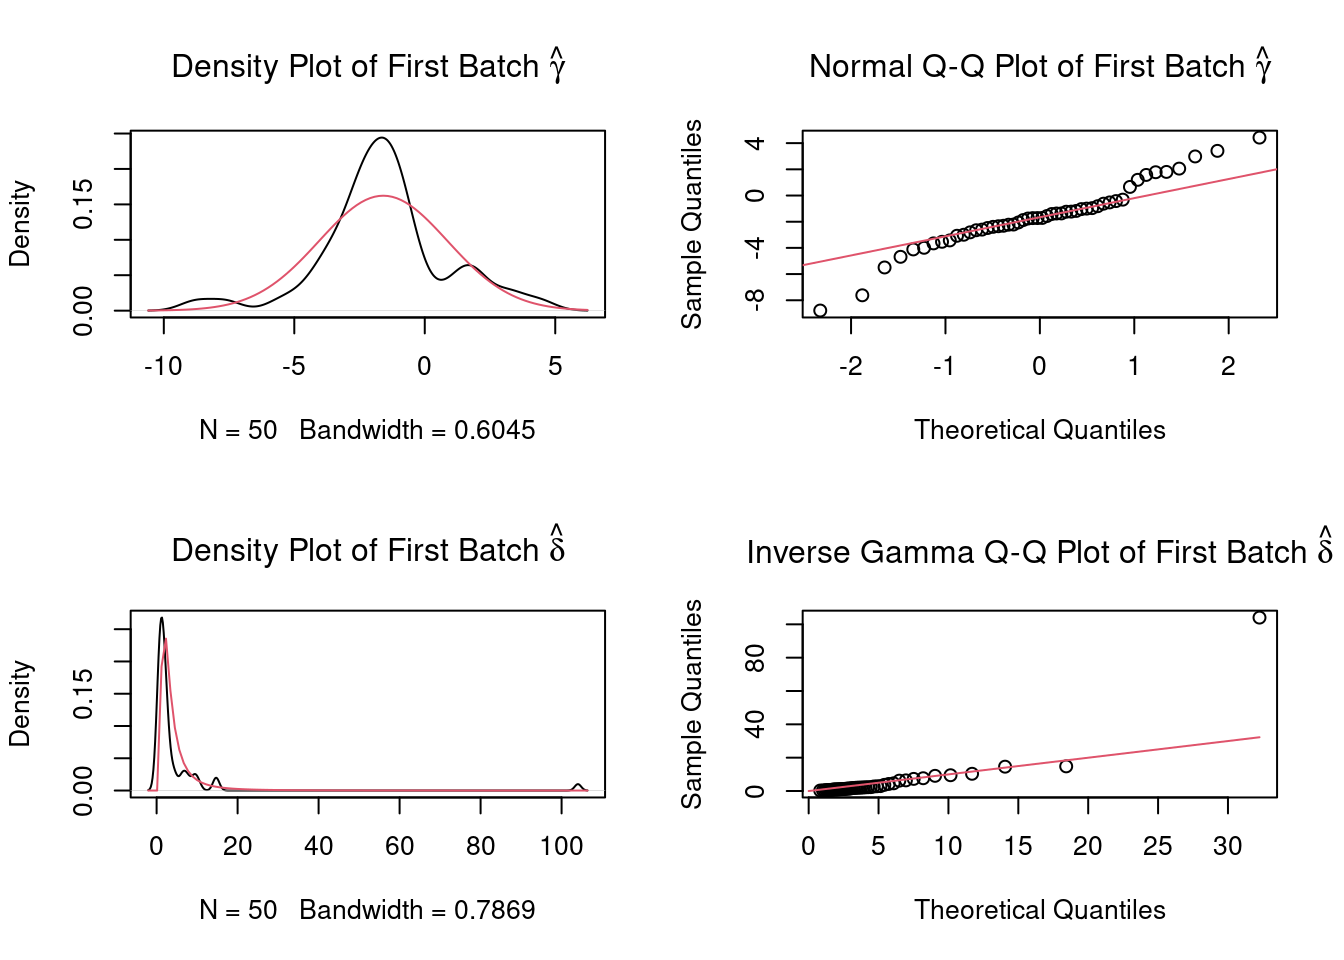 Density Plot of First Batch γ̂
Density
0.00
0.15
-10
-5
0
5
N = 50   Bandwidth = 0.6045
Normal Q-Q Plot of First Batch γ̂
Sample Quantiles
-8
-4
0
4
-2
-1
0
1
2
Theoretical Quantiles
Density Plot of First Batch δ̂
Density
0.00
0.15
0
20
40
60
80
100
N = 50   Bandwidth = 0.7869
Inverse Gamma Q-Q Plot of First Batch δ̂
Sample Quantiles
0
40
80
0
5
10
15
20
25
30
Theoretical Quantiles